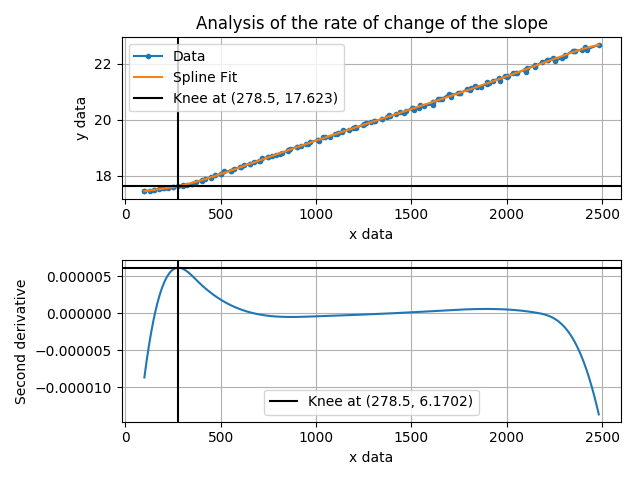 Analysis of the rate of change of the slope
Data
Spline Fit
Knee at (278.5, 17.623)
22
20
18
y data
0 500 1000 1500 2000 2500
x data
0.000005
0.000000
−0.000005
−0.000010
Second derivative
Knee at (278.5, 6.1702)
0 500 1000 1500 2000 2500
x data